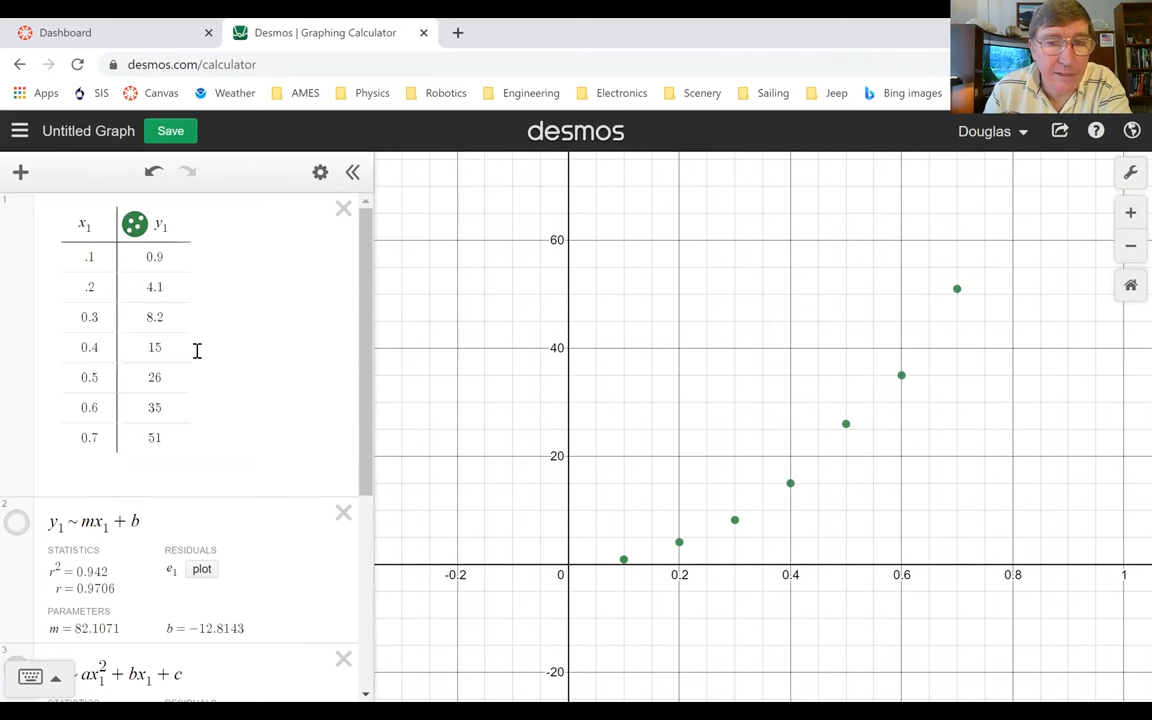 Dashboard
Desmos | Graphing Calculator
desmos.com/calculator
Apps SIS Canvas Weather AMES Physics Robotics Engineering Electronics Scenery Sailing Jeep Bing images
Untitled Graph Save desmos Douglas
1
x₁ y₁
.1 0.9
.2 4.1
0.3 8.2
0.4 15
0.5 26
0.6 35
0.7 51
2
y₁ ~ mx₁ + b
STATISTICS RESIDUALS
r² = 0.942 e₁ plot
r = 0.9706
PARAMETERS
m = 82.1071 b = −12.8143
3
~ ax₁² + bx₁ + c
60
40
20
-0.2 0 0.2 0.4 0.6 0.8 1
-20